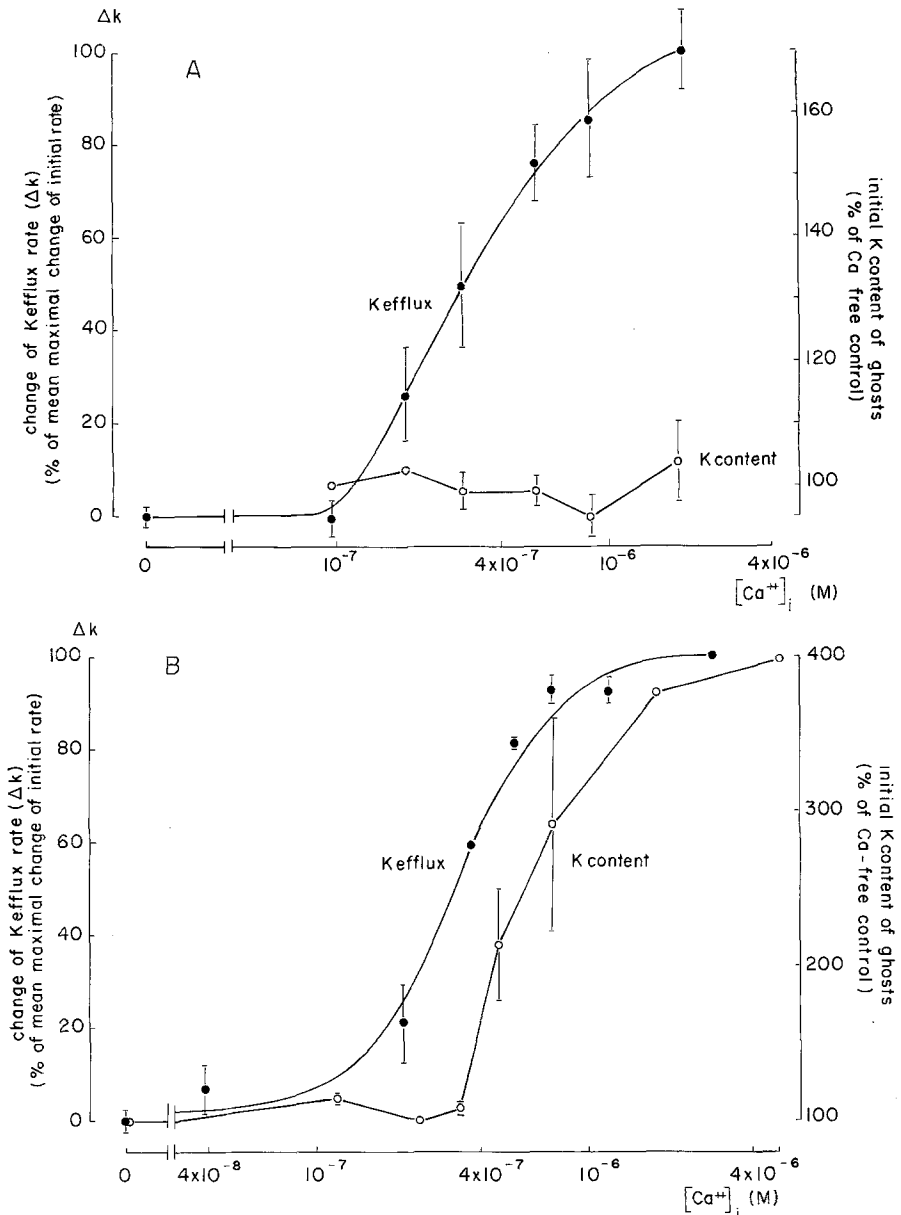 Δk
A
100
80
60
40
20
0
change of K efflux rate (Δk)
(% of mean maximal change of initial rate)
K efflux
K content
160
140
120
100
initial K content of ghosts
(% of Ca free control)
0
10⁻⁷
4x10⁻⁷
10⁻⁶
4x10⁻⁶
[Ca⁺⁺]i (M)
Δk
B
100
80
60
40
20
0
change of K efflux rate (Δk)
(% of mean maximal change of initial rate)
K efflux
K content
400
300
200
100
initial K content of ghosts
(% of Ca-free control)
0
4x10⁻⁸
10⁻⁷
4x10⁻⁷
10⁻⁶
4x10⁻⁶
[Ca⁺⁺]i (M)